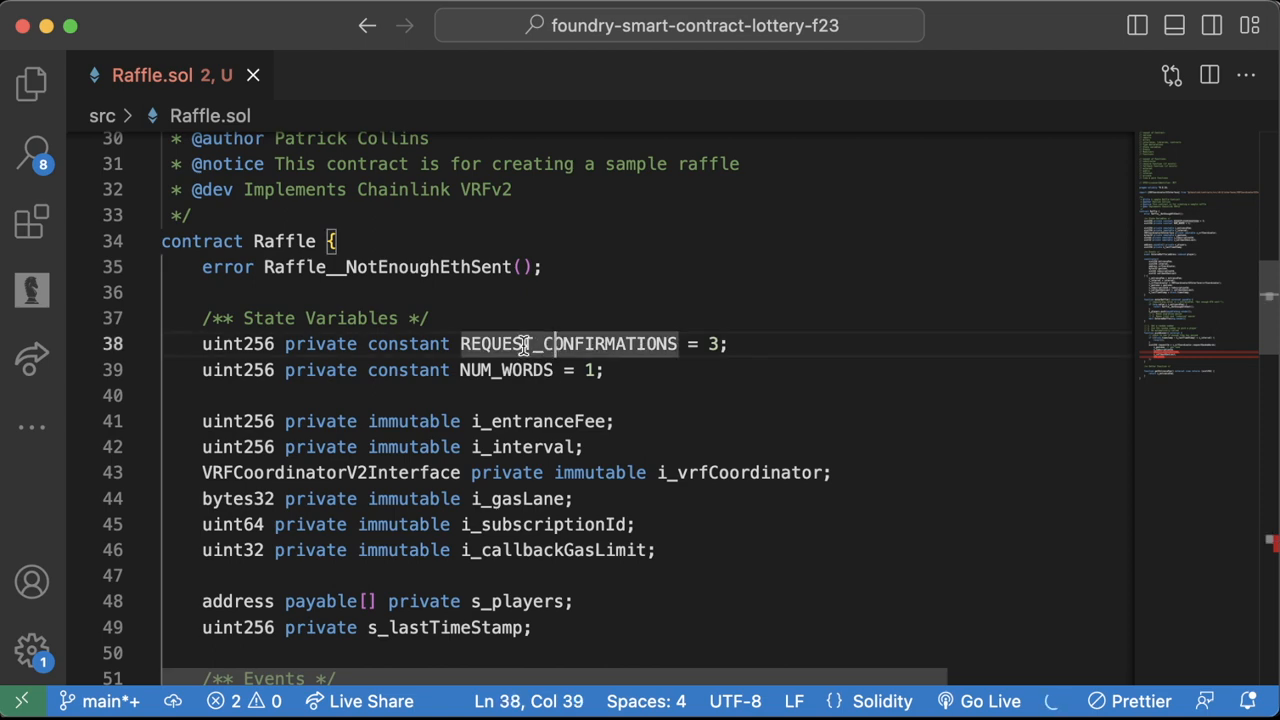 foundry-smart-contract-lottery-f23
Raffle.sol 2, U
src > Raffle.sol
8
1
30 * @author Patrick Collins
31 * @notice This contract is for creating a sample raffle
32 * @dev Implements Chainlink VRFv2
33 */
34 contract Raffle {
35 error Raffle__NotEnoughEthSent();
36
37 /** State Variables */
38 uint256 private constant REQUEST_CONFIRMATIONS = 3;
39 uint256 private constant NUM_WORDS = 1;
40
41 uint256 private immutable i_entranceFee;
42 uint256 private immutable i_interval;
43 VRFCoordinatorV2Interface private immutable i_vrfCoordinator;
44 bytes32 private immutable i_gasLane;
45 uint64 private immutable i_subscriptionId;
46 uint32 private immutable i_callbackGasLimit;
47
48 address payable[] private s_players;
49 uint256 private s_lastTimeStamp;
50
51 /** Events */
main*+ 2 0 Live Share Ln 38, Col 39 Spaces: 4 UTF-8 LF {} Solidity Go Live Prettier